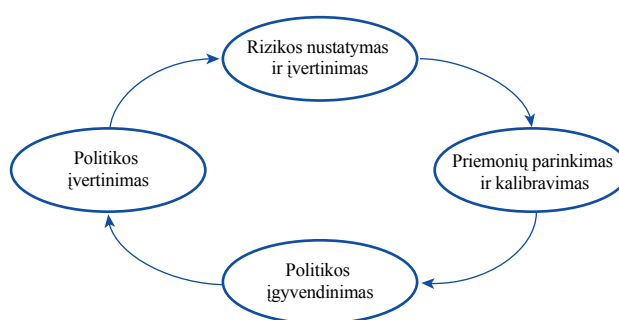 Rizikos nustatymas
ir įvertinimas
Priemonių parinkimas
ir kalibravimas
Politikos
įgyvendinimas
Politikos
įvertinimas